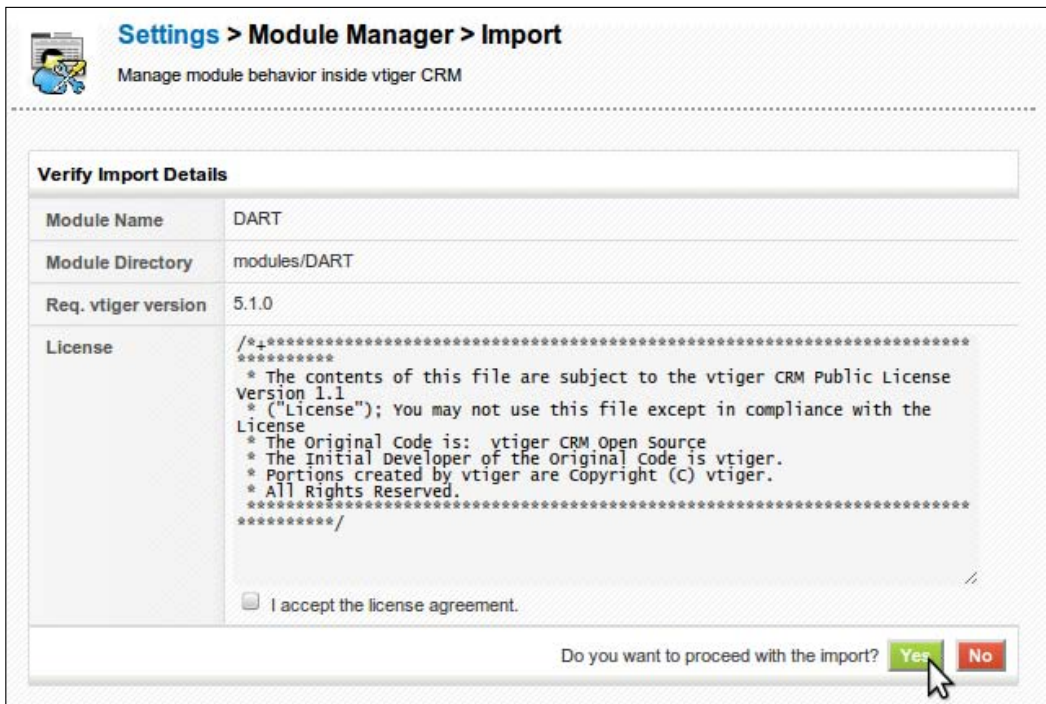 Settings > Module Manager > Import
Manage module behavior inside vtiger CRM
Verify Import Details
Module Name DART
Module Directory modules/DART
Req. vtiger version 5.1.0
License
/*+************************************************************************
**********
* The contents of this file are subject to the vtiger CRM Public License
Version 1.1
* ("License"); You may not use this file except in compliance with the
License
* The Original Code is:  vtiger CRM Open Source
* The Initial Developer of the Original Code is vtiger.
* Portions created by vtiger are Copyright (C) vtiger.
* All Rights Reserved.
**************************************************************************
**********/
I accept the license agreement.
Do you want to proceed with the import? Yes No